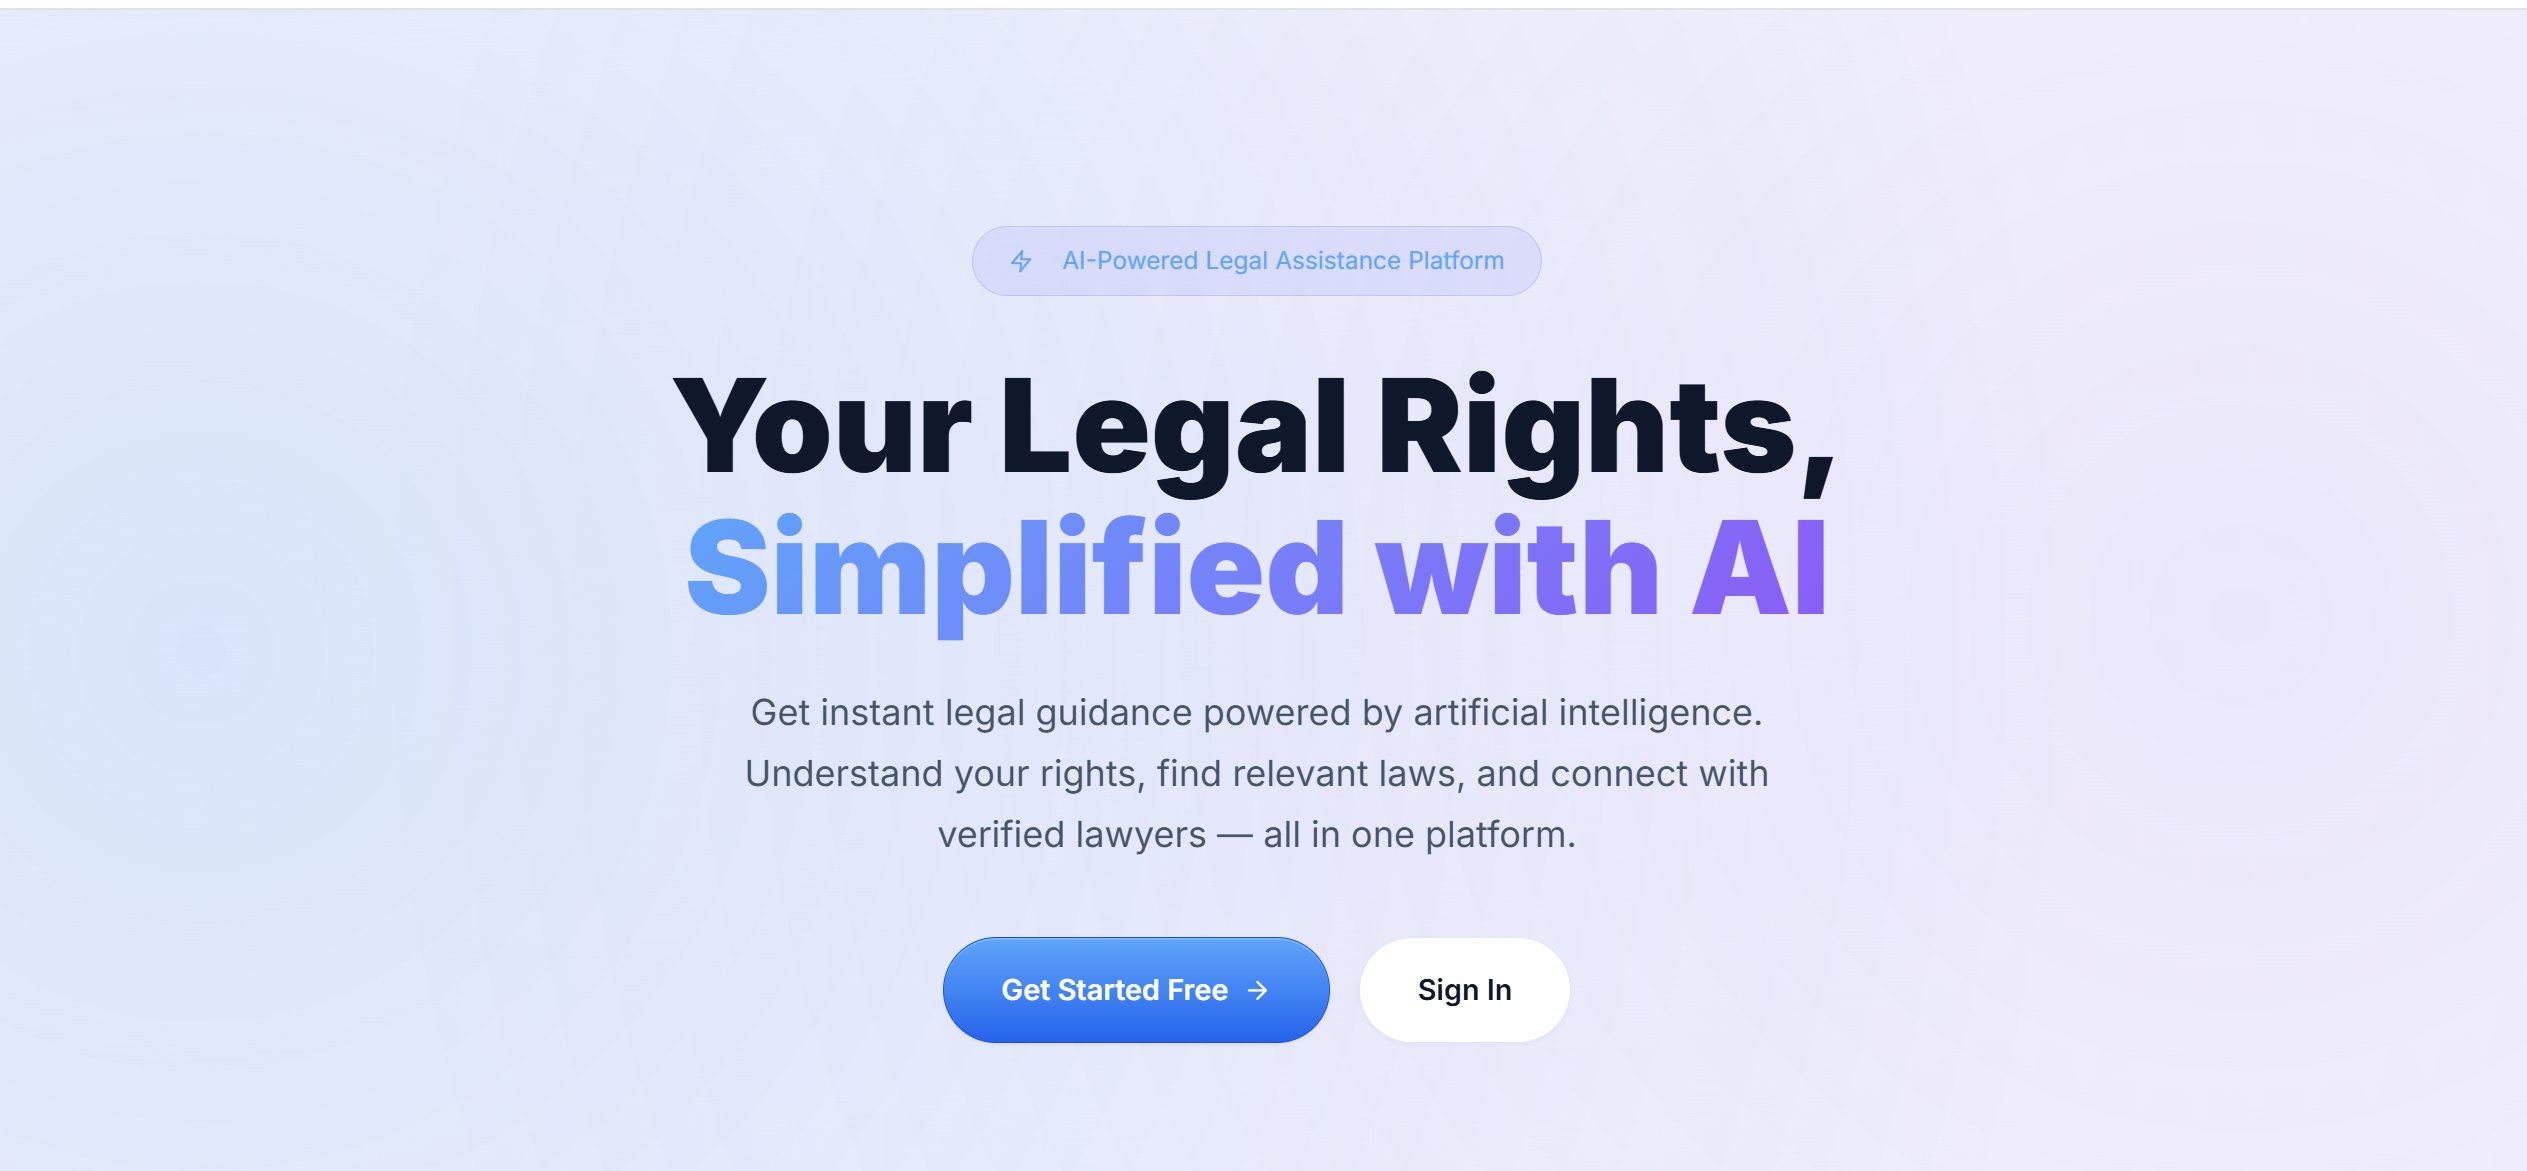 AI-Powered Legal Assistance Platform
Your Legal Rights,
Simplified with AI
Get instant legal guidance powered by artificial intelligence.
Understand your rights, find relevant laws, and connect with
verified lawyers — all in one platform.
Get Started Free
Sign In